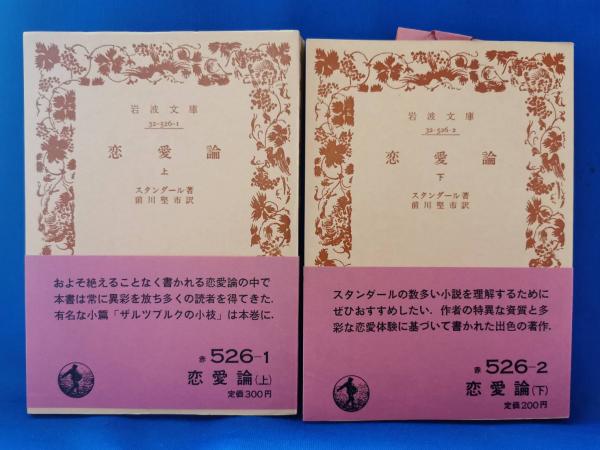 岩波文庫
32-526-1
恋愛論
上
スタンダール著
前川堅市訳
およそ絶えることなく書かれる恋愛論の中で
本書は常に異彩を放ち多くの読者を得てきた.
有名な小篇「ザルツブルクの小枝」は本巻に.
赤 526-1
恋愛論(上)
定価300円
岩波文庫
32-526-2
恋愛論
下
スタンダール著
前川堅市訳
スタンダールの数多い小説を理解するために
ぜひおすすめしたい. 作者の特異な資質と多
彩な恋愛体験に基づいて書かれた出色の著作.
赤 526-2
恋愛論(下)
定価200円